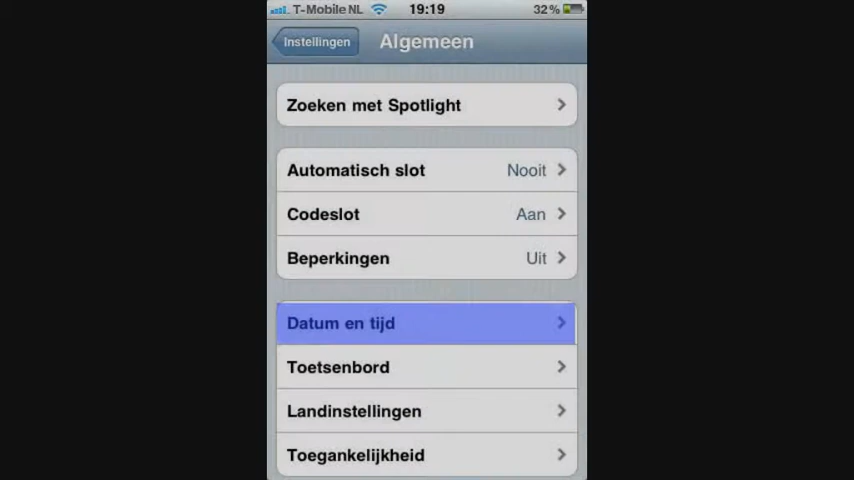 T-Mobile NL 19:19 32%
Instellingen Algemeen
Zoeken met Spotlight
Automatisch slot Nooit
Codeslot Aan
Beperkingen Uit
Datum en tijd
Toetsenbord
Landinstellingen
Toegankelijkheid